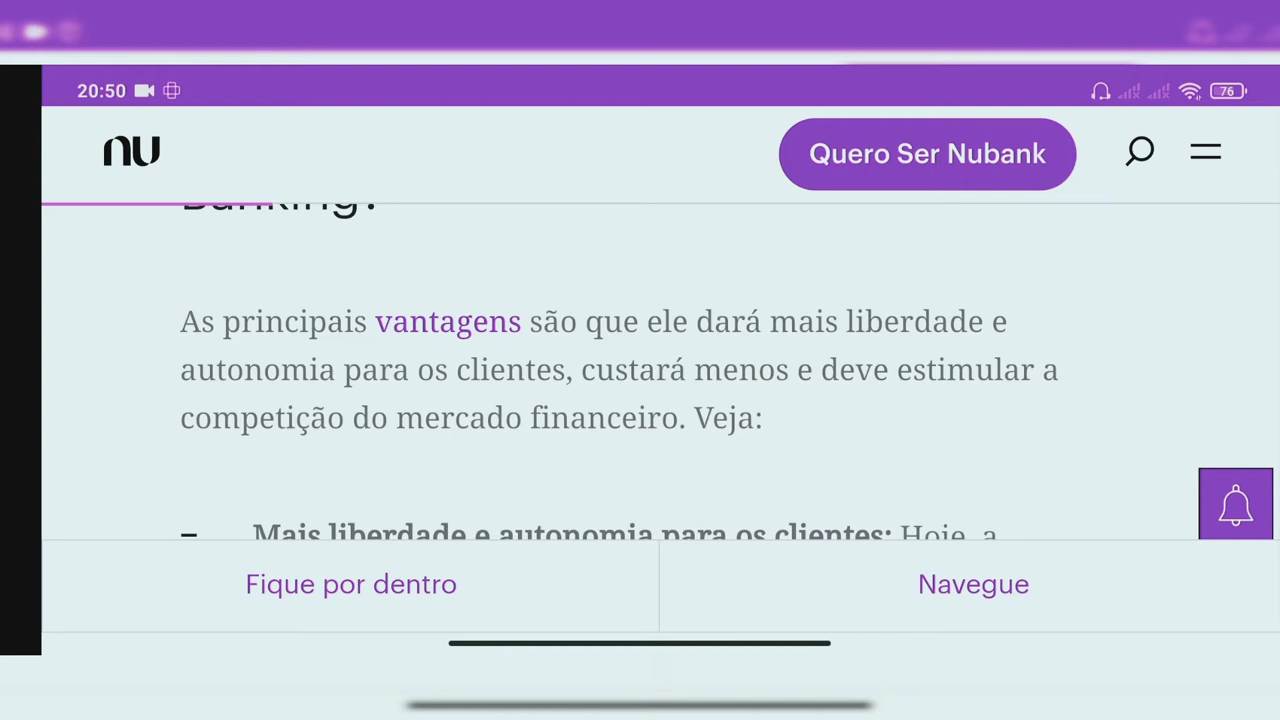 20:50
76
nu
Quero Ser Nubank
Banking?
As principais vantagens são que ele dará mais liberdade e
autonomia para os clientes, custará menos e deve estimular a
competição do mercado financeiro. Veja:
– Mais liberdade e autonomia para os clientes: Hoje, a
Fique por dentro
Navegue